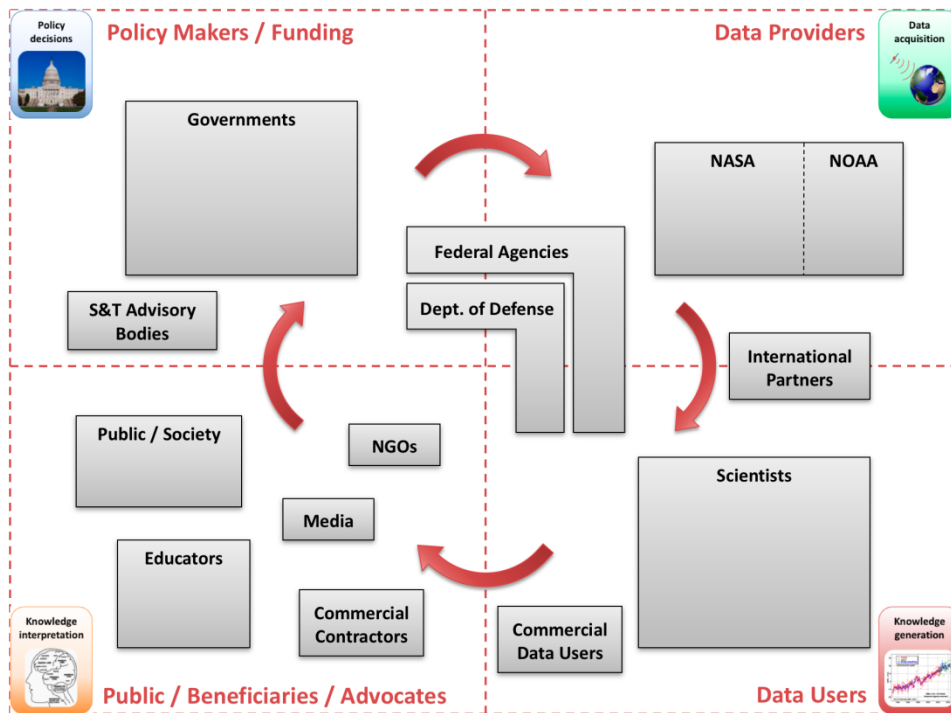 Policy
decisions
Policy Makers / Funding
Data Providers
Data
acquisition
Governments
NASA
NOAA
Federal Agencies
Dept. of Defense
S&T Advisory
Bodies
International
Partners
Public / Society
NGOs
Scientists
Media
Educators
Commercial
Contractors
Commercial
Data Users
Knowledge
interpretation
Public / Beneficiaries / Advocates
Data Users
Knowledge
generation